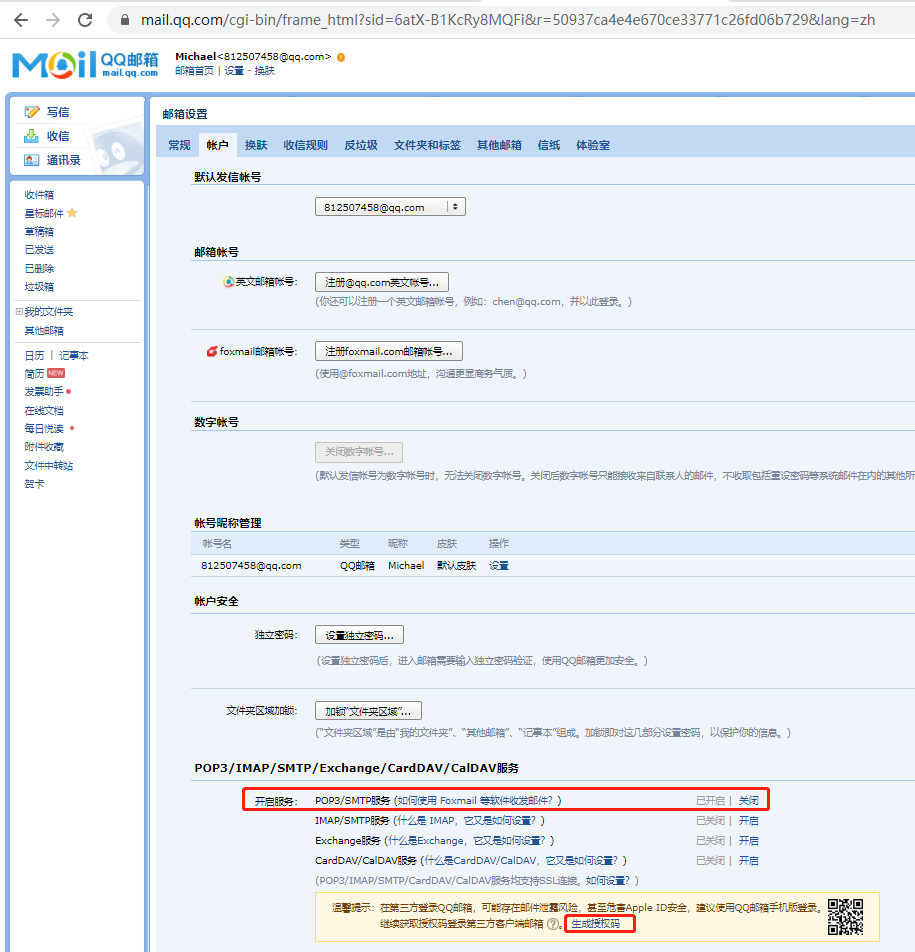 mail.qq.com/cgi-bin/frame_html?sid=6atX-B1KcRy8MQFi&r=50937ca4e4e670ce33771c26fd06b729&lang=zh
Mail QQ邮箱 mail.qq.com
Michael<812507458@qq.com>
邮箱首页 | 设置 - 换肤
写信
收信
通讯录
收件箱
星标邮件
草稿箱
已发送
已删除
垃圾箱
我的文件夹
其他邮箱
日历 | 记事本
简历 NEW
发票助手
在线文档
每日悦读
附件收藏
文件中转站
贺卡
邮箱设置
常规 帐户 换肤 收信规则 反垃圾 文件夹和标签 其他邮箱 信纸 体验室
默认发信帐号
812507458@qq.com
邮箱帐号
英文邮箱帐号: 注册@qq.com英文帐号...
(你还可以注册一个英文邮箱帐号，例如：chen@qq.com，并以此登录。)
foxmail邮箱帐号: 注册foxmail.com邮箱帐号...
(使用@foxmail.com地址，沟通更显商务气质。)
数字帐号
关闭数字帐号...
(默认发信帐号为数字帐号时，无法关闭数字帐号。关闭后数字帐号只能接收来自联系人的邮件，不收取包括重设密码等系统邮件在内的其他所
帐号昵称管理
帐号名 类型 昵称 皮肤 操作
812507458@qq.com QQ邮箱 Michael 默认皮肤 设置
帐户安全
独立密码: 设置独立密码...
(设置独立密码后，进入邮箱需要输入独立密码验证，使用QQ邮箱更加安全。)
文件夹区域加锁: 加锁“文件夹区域”...
(“文件夹区域”是由“我的文件夹”、“其他邮箱”、“记事本”组成。加锁即对这几部分设置密码，以保护你的信息。)
POP3/IMAP/SMTP/Exchange/CardDAV/CalDAV服务
开启服务: POP3/SMTP服务 (如何使用 Foxmail 等软件收发邮件？) 已开启 | 关闭
IMAP/SMTP服务 (什么是 IMAP，它又是如何设置？) 已关闭 | 开启
Exchange服务 (什么是Exchange，它又是如何设置？) 已关闭 | 开启
CardDAV/CalDAV服务 (什么是CardDAV/CalDAV，它又是如何设置？) 已关闭 | 开启
(POP3/IMAP/SMTP/CardDAV/CalDAV服务均支持SSL连接。如何设置？)
温馨提示：在第三方登录QQ邮箱，可能存在邮件泄露风险，甚至危害Apple ID安全，建议使用QQ邮箱手机版登录。
继续获取授权码登录第三方客户端邮箱 ? 。 生成授权码